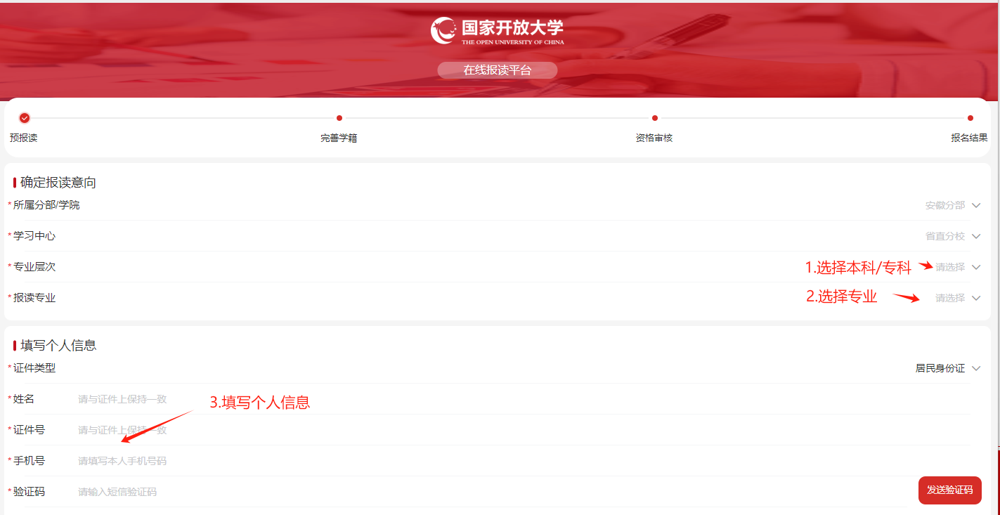 国家开放大学
THE OPEN UNIVERSITY OF CHINA
在线报读平台
预报读 完善学籍 资格审核 报名结果
确定报读意向
*所属分部/学院 安徽分部
*学习中心 省直分校
*专业层次 1.选择本科/专科 请选择
*报读专业 2.选择专业 请选择
填写个人信息
*证件类型 居民身份证
*姓名 请与证件上保持一致 3.填写个人信息
*证件号 请与证件上保持一致
*手机号 请填写本人手机号码
*验证码 请输入短信验证码 发送验证码